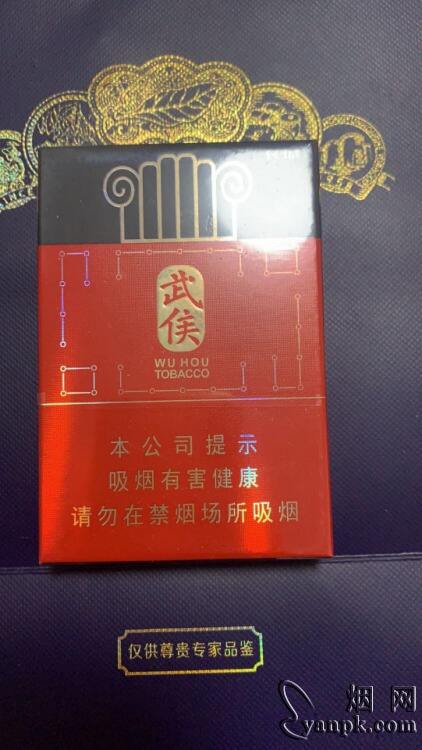 武侯
WU HOU
TOBACCO
本公司提示
吸烟有害健康
请勿在禁烟场所吸烟
仅供尊贵专家品鉴
烟网
yanpk.com